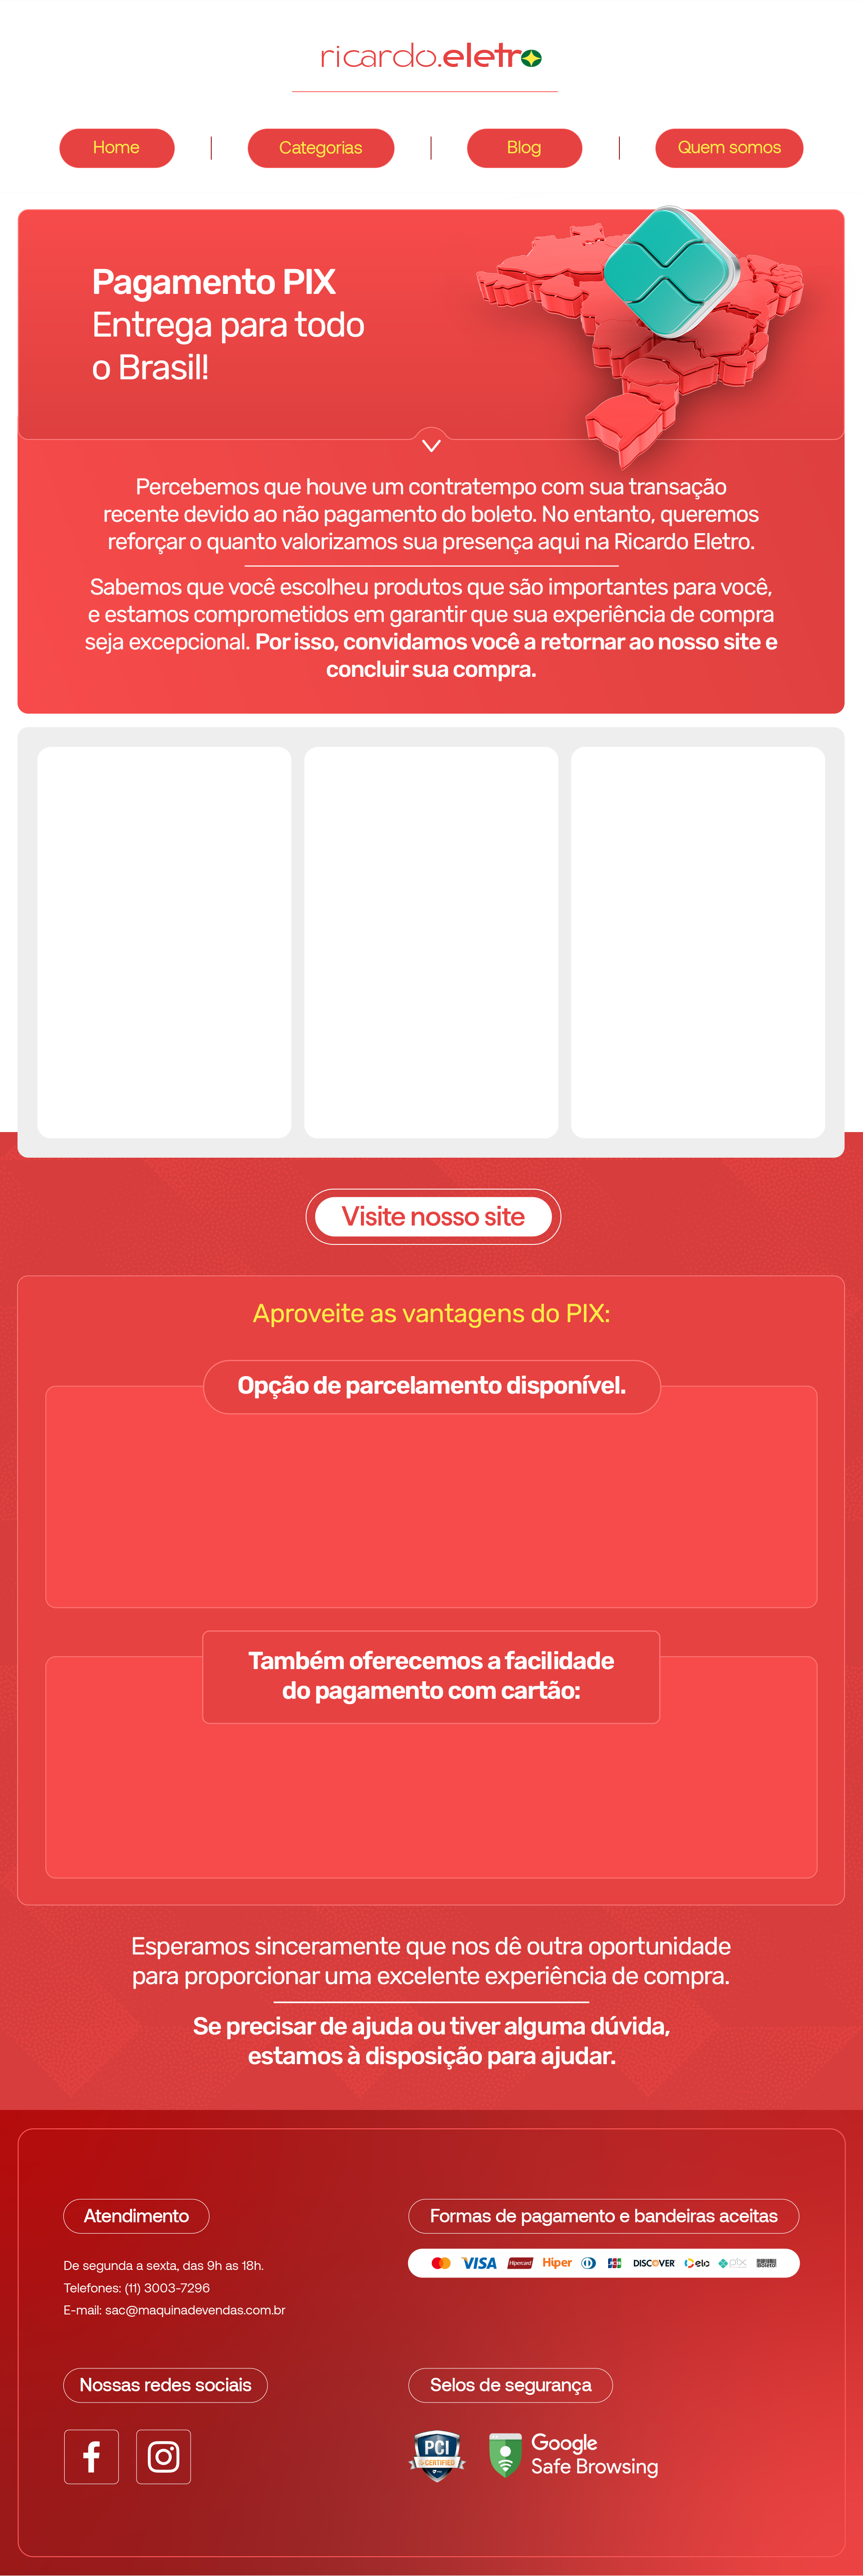 ricardo.eletro
Home
Categorias
Blog
Quem somos
Pagamento PIX
Entrega para todo
o Brasil!
Percebemos que houve um contratempo com sua transação
recente devido ao não pagamento do boleto. No entanto, queremos
reforçar o quanto valorizamos sua presença aqui na Ricardo Eletro.
Sabemos que você escolheu produtos que são importantes para você,
e estamos comprometidos em garantir que sua experiência de compra
seja excepcional. Por isso, convidamos você a retornar ao nosso site e
concluir sua compra.
Visite nosso site
Aproveite as vantagens do PIX:
Opção de parcelamento disponível.
Também oferecemos a facilidade
do pagamento com cartão:
Esperamos sinceramente que nos dê outra oportunidade
para proporcionar uma excelente experiência de compra.
Se precisar de ajuda ou tiver alguma dúvida,
estamos à disposição para ajudar.
Atendimento
De segunda a sexta, das 9h as 18h.
Telefones: (11) 3003-7296
E-mail: sac@maquinadevendas.com.br
Formas de pagamento e bandeiras aceitas
VISA Hipercard Hiper JCB DISCOVER elo
Nossas redes sociais
Selos de segurança
PCI
CERTIFIED
Google
Safe Browsing